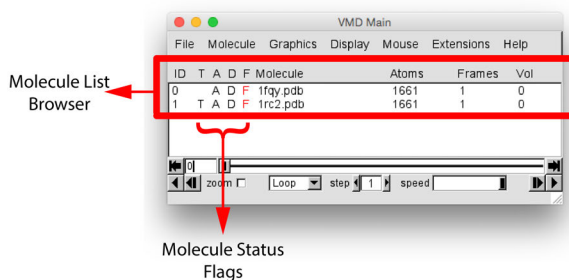 VMD Main
File Molecule Graphics Display Mouse Extensions Help
ID T A D F Molecule Atoms Frames Vol
0 A D F 1fqy.pdb 1661 1 0
1 T A D F 1rc2.pdb 1661 1 0
Molecule List
Browser
0
zoom Loop step 1 speed
Molecule Status
Flags